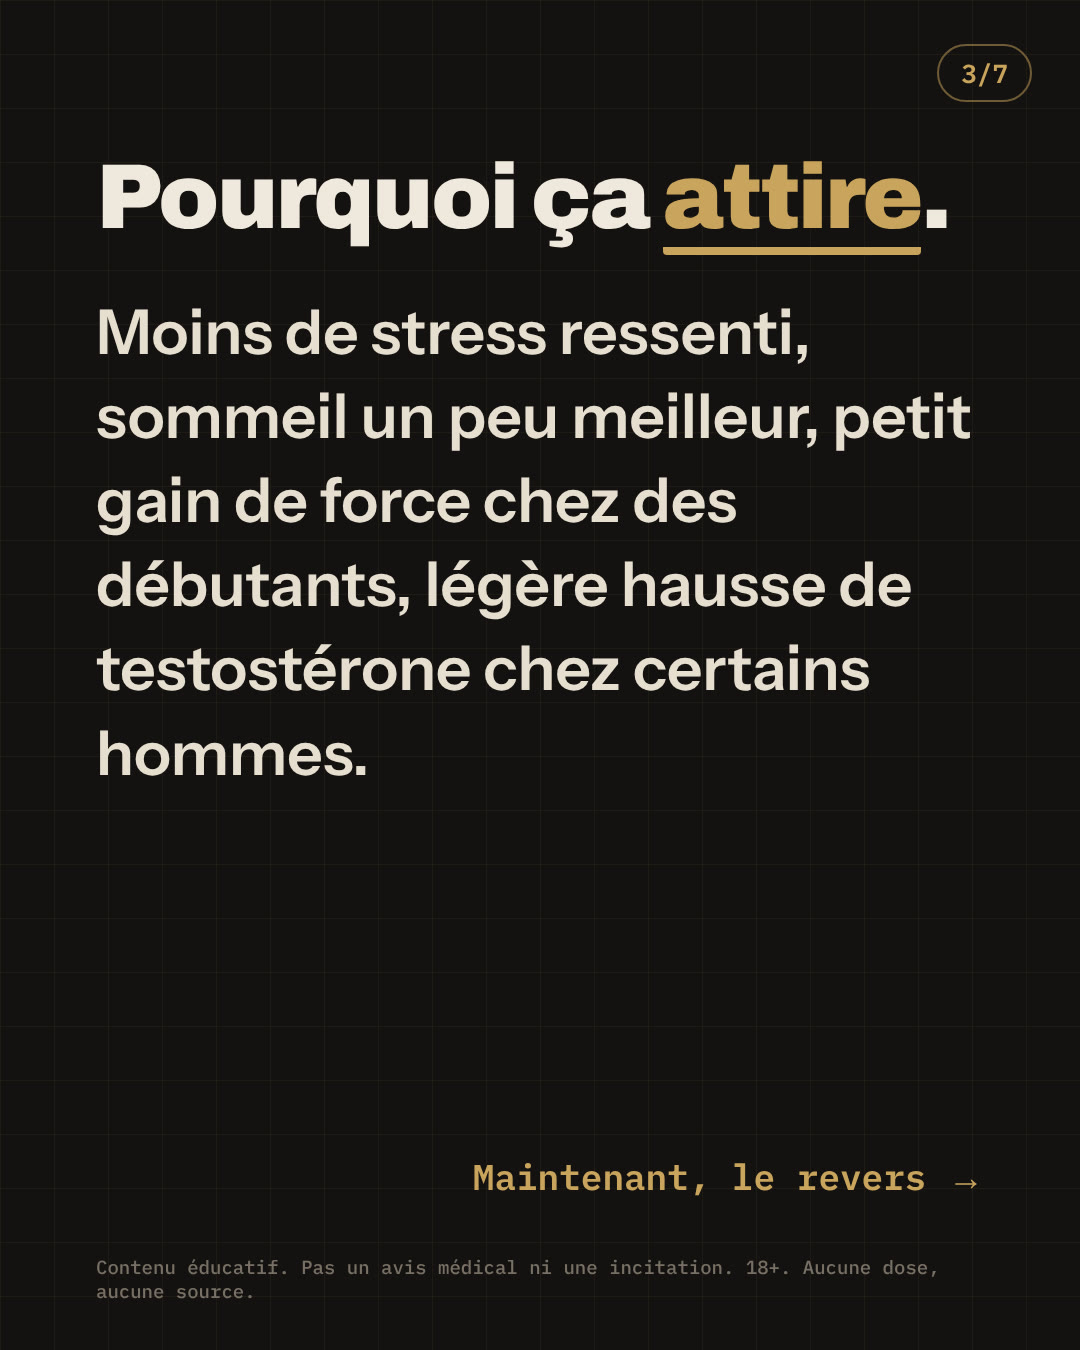 3/7
Pourquoi ça attire.
Moins de stress ressenti,
sommeil un peu meilleur, petit
gain de force chez des
débutants, légère hausse de
testostérone chez certains
hommes.
Maintenant, le revers →
Contenu éducatif. Pas un avis médical ni une incitation. 18+. Aucune dose,
aucune source.